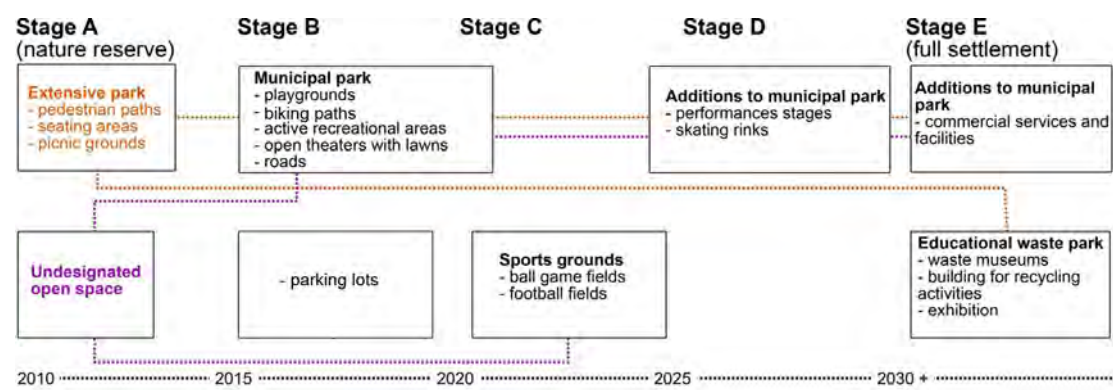 Stage A
(nature reserve)
Stage B
Stage C
Stage D
Stage E
(full settlement)
Extensive park
- pedestrian paths
- seating areas
- picnic grounds
Municipal park
- playgrounds
- biking paths
- active recreational areas
- open theaters with lawns
- roads
Additions to municipal park
- performances stages
- skating rinks
Additions to municipal
park
- commercial services and
facilities
Undesignated
open space
- parking lots
Sports grounds
- ball game fields
- football fields
Educational waste park
- waste museums
- building for recycling
activities
- exhibition
2010
2015
2020
2025
2030 +